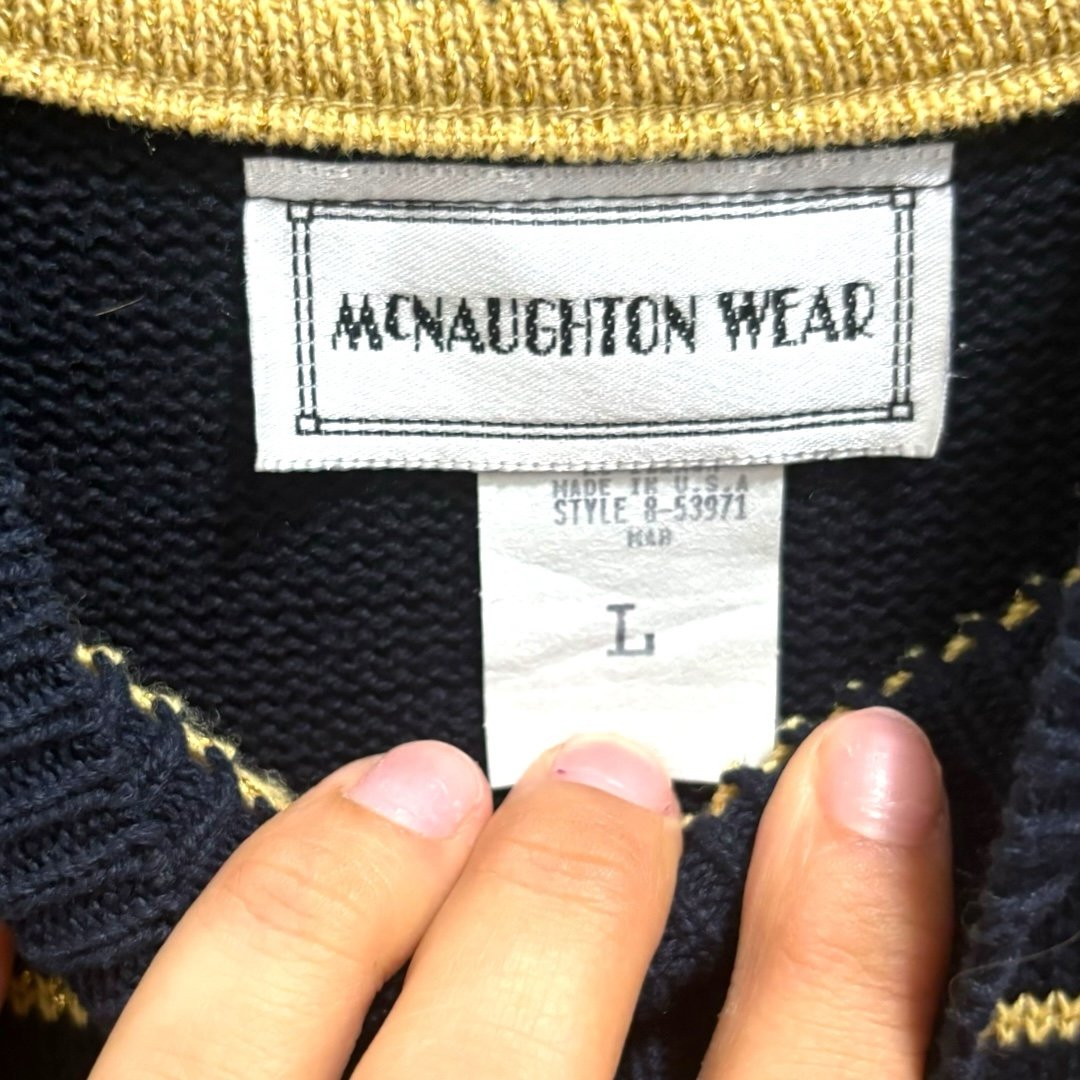 McNAUGHTON WEAR
MADE IN U.S.A
STYLE 8-53971
L